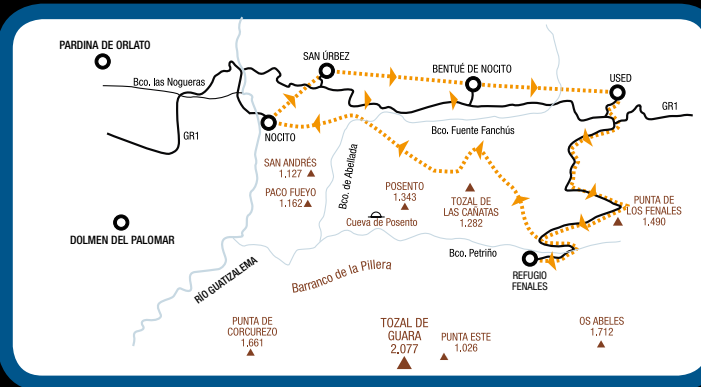 PARDINA DE ORLATO
SAN ÚRBEZ
BENTUÉ DE NOCITO
USED
Bco. las Nogueras
GR1
GR1
NOCITO
Bco. Fuente Fanchús
SAN ANDRÉS
1.127
PACO FUEYO
1.162
Bco. de Abellada
POSENTO
1.343
Cueva de Posento
TOZAL DE
LAS CAÑATAS
1.282
PUNTA DE
LOS FENALES
1.490
DOLMEN DEL PALOMAR
RÍO GUATIZALEMA
Barranco de la Pillera
Bco. Petriño
REFUGIO
FENALES
PUNTA DE
CORCUREZO
1.661
TOZAL DE
GUARA
2.077
PUNTA ESTE
1.026
OS ABELES
1.712